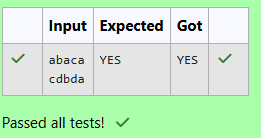 Input Expected Got
abaca YES YES
cdbda
Passed all tests!